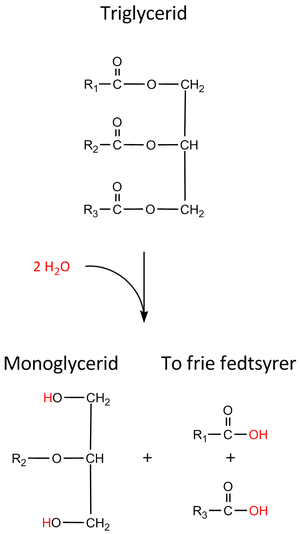 Triglycerid
O
R1—C—O—CH2
O
R2—C—O—CH
O
R3—C—O—CH2
2 H2O
Monoglycerid
To frie fedtsyrer
HO—CH2
R2—O—CH
HO—CH2
+
O
R1—C—OH
+
O
R3—C—OH